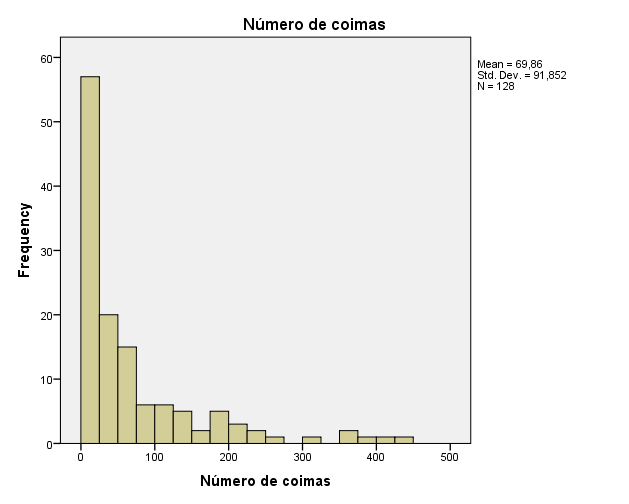 Número de coimas
Mean = 69,86
Std. Dev. = 91,852
N = 128
Frequency
60
50
40
30
20
10
0
0 100 200 300 400 500
Número de coimas